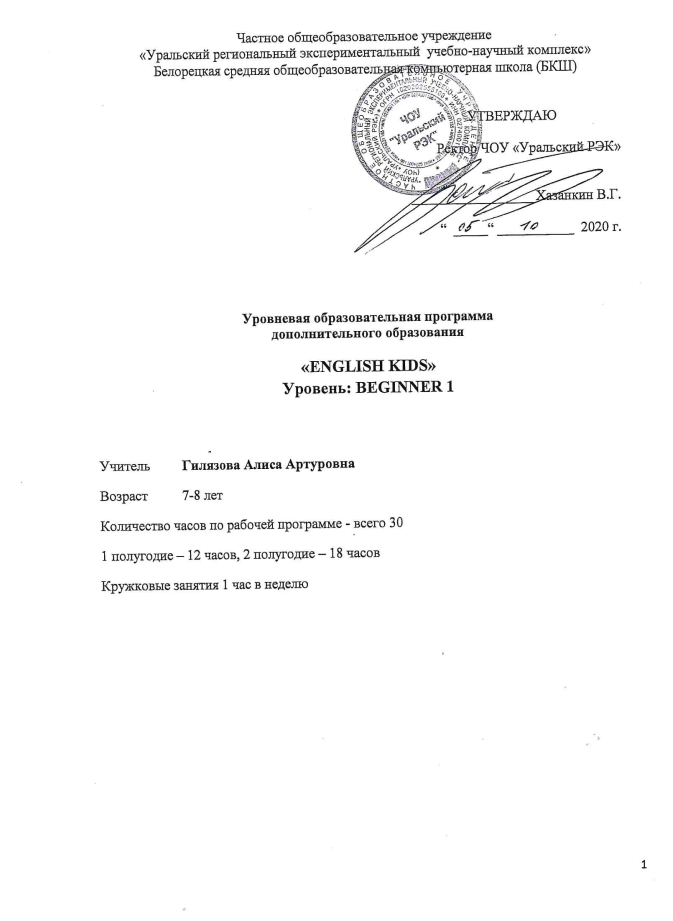 Частное общеобразовательное учреждение
«Уральский региональный экспериментальный учебно-научный комплекс»
Белорецкая средняя общеобразовательная компьютерная школа (БКШ)
УТВЕРЖДАЮ
Ректор ЧОУ «Уральский РЭК»
ЧОУ
"Уральский
РЭК"
Хазанкин В.Г.
“ 05 “ 10 2020 г.
Уровневая образовательная программа
дополнительного образования
«ENGLISH KIDS»
Уровень: BEGINNER 1
Учитель Гилязова Алиса Артуровна
Возраст 7-8 лет
Количество часов по рабочей программе - всего 30
1 полугодие – 12 часов, 2 полугодие – 18 часов
Кружковые занятия 1 час в неделю
1